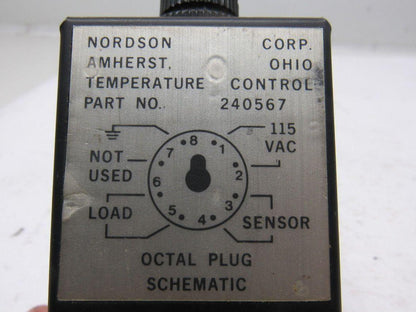 NORDSON CORP.
AMHERST, OHIO
TEMPERATURE CONTROL
PART NO. 240567
8
7 1 115
VAC
NOT
USED
6 2
LOAD
5 4 3
SENSOR
OCTAL PLUG
SCHEMATIC